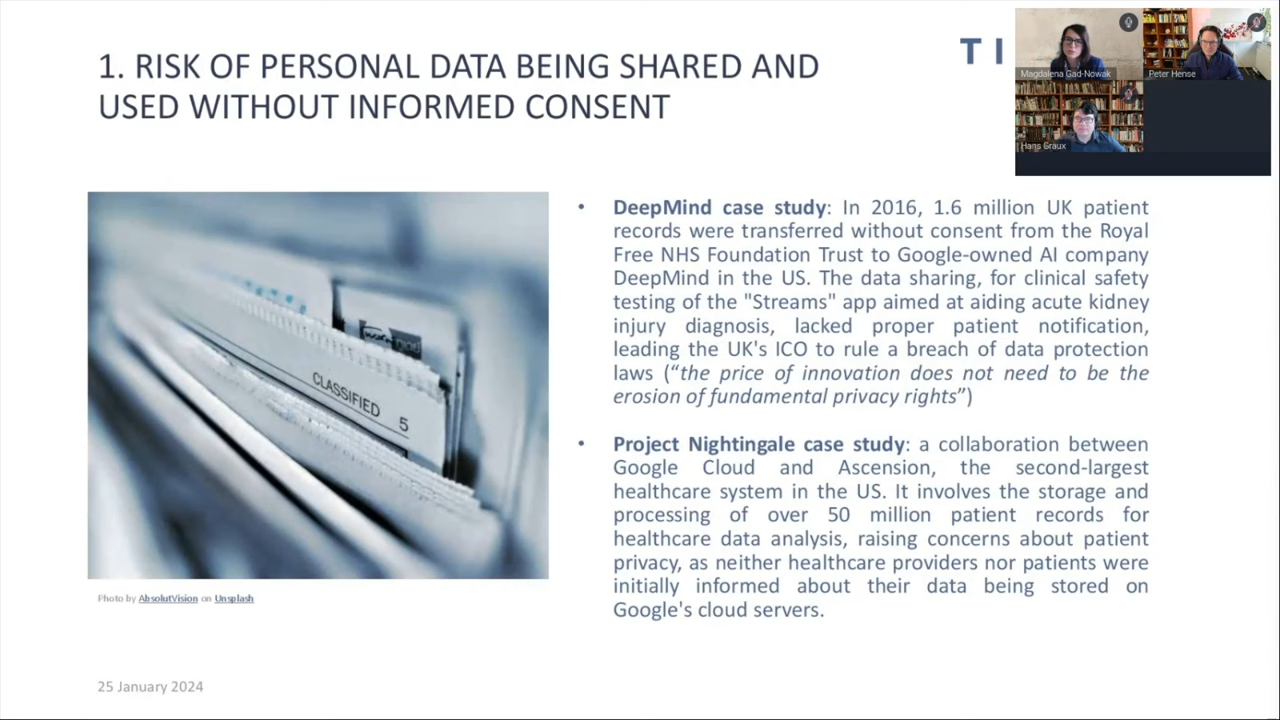 1. RISK OF PERSONAL DATA BEING SHARED AND
USED WITHOUT INFORMED CONSENT
T I
Magdalena Gad-Nowak
Peter Hense
Hans Graux
CLASSIFIED 5
• DeepMind case study: In 2016, 1.6 million UK patient
records were transferred without consent from the Royal
Free NHS Foundation Trust to Google-owned AI company
DeepMind in the US. The data sharing, for clinical safety
testing of the "Streams" app aimed at aiding acute kidney
injury diagnosis, lacked proper patient notification,
leading the UK's ICO to rule a breach of data protection
laws (“the price of innovation does not need to be the
erosion of fundamental privacy rights”)
• Project Nightingale case study: a collaboration between
Google Cloud and Ascension, the second-largest
healthcare system in the US. It involves the storage and
processing of over 50 million patient records for
healthcare data analysis, raising concerns about patient
privacy, as neither healthcare providers nor patients were
initially informed about their data being stored on
Google's cloud servers.
Photo by AbsolutVision on Unsplash
25 January 2024